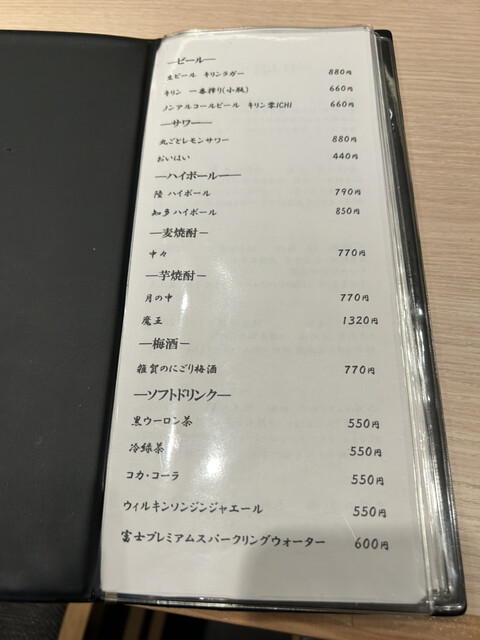 ―ビール―
生ビール キリンラガー 880円
キリン 一番搾り(小瓶) 660円
ノンアルコールビール キリン零ICHI 660円
―サワー―
丸ごとレモンサワー 880円
おいはい 440円
―ハイボール―
陸 ハイボール 790円
知多ハイボール 850円
―麦焼酎―
中々 770円
―芋焼酎―
月の中 770円
魔王 1320円
―梅酒―
雑賀のにごり梅酒 770円
―ソフトドリンク―
黒ウーロン茶 550円
冷緑茶 550円
コカ・コーラ 550円
ウィルキンソンジンジャエール 550円
富士プレミアムスパークリングウォーター 600円